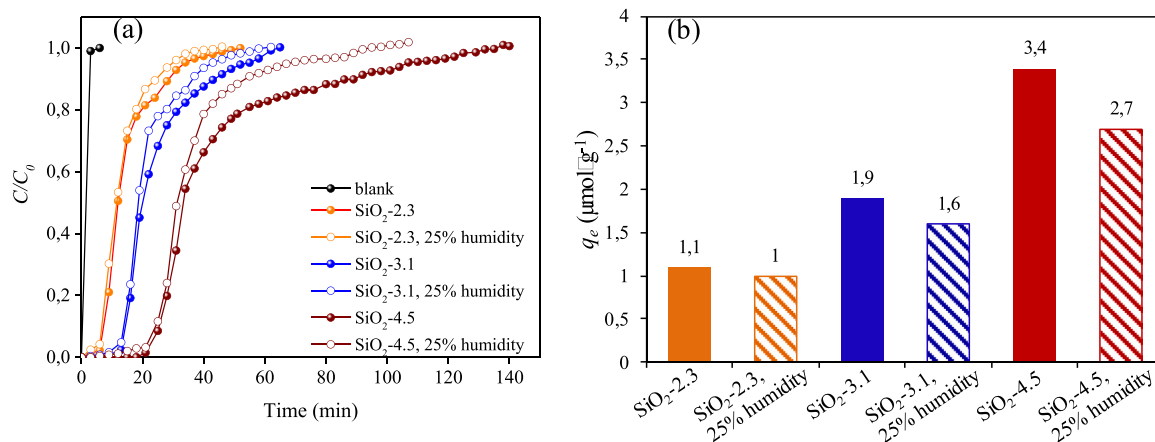 (a)
1,0
0,8
0,6
0,4
0,2
0,0
C/C0
0 20 40 60 80 100 120 140
Time (min)
blank
SiO2-2.3
SiO2-2.3, 25% humidity
SiO2-3.1
SiO2-3.1, 25% humidity
SiO2-4.5
SiO2-4.5, 25% humidity
(b)
4
3,5
3
2,5
2
1,5
1
0,5
0
qe (μmol□g-1)
1,1
1
1,9
1,6
3,4
2,7
SiO2-2.3
SiO2-2.3,
25% humidity
SiO2-3.1
SiO2-3.1,
25% humidity
SiO2-4.5
SiO2-4.5,
25% humidity